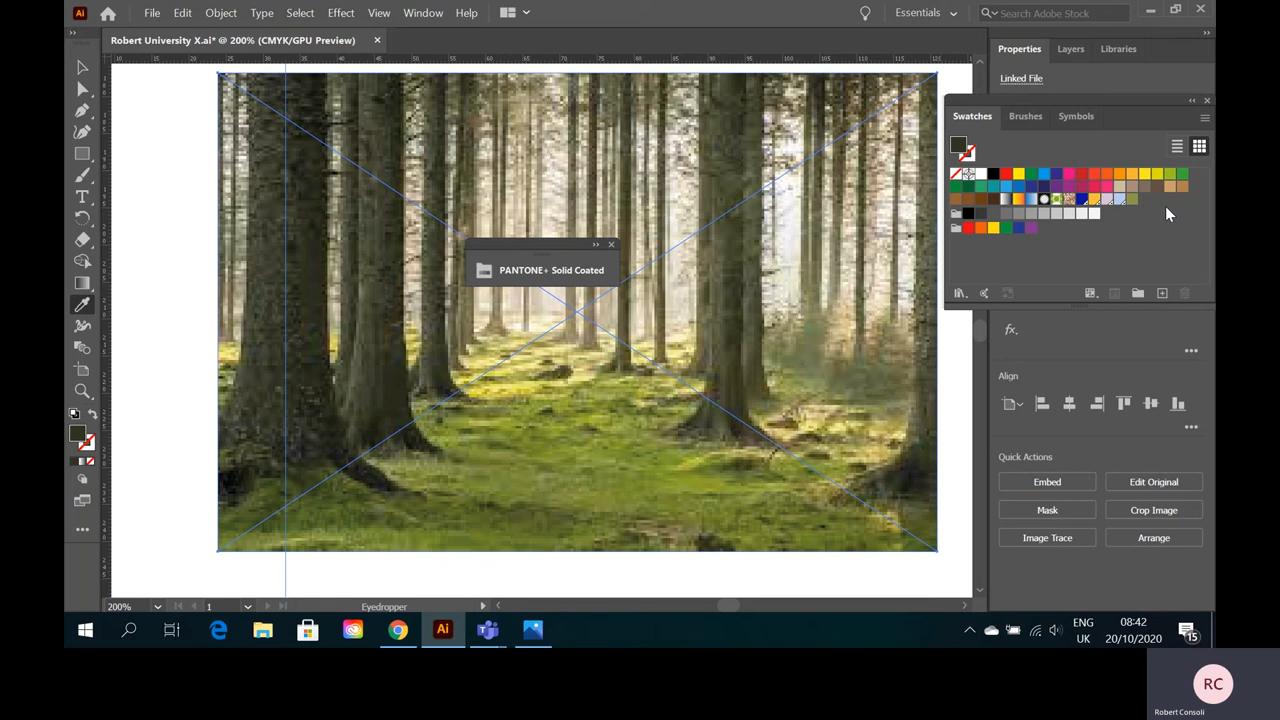 Ai File Edit Object Type Select Effect View Window Help Essentials Search Adobe Stock
Robert University X.ai* @ 200% (CMYK/GPU Preview)
Properties Layers Libraries
Linked File
Swatches Brushes Symbols
PANTONE+ Solid Coated
fx.
Align
Quick Actions
Embed Edit Original
Mask Crop Image
Image Trace Arrange
200% 1 Eyedropper
Ai ENG 08:42
UK 20/10/2020 15
RC
Robert Consoli